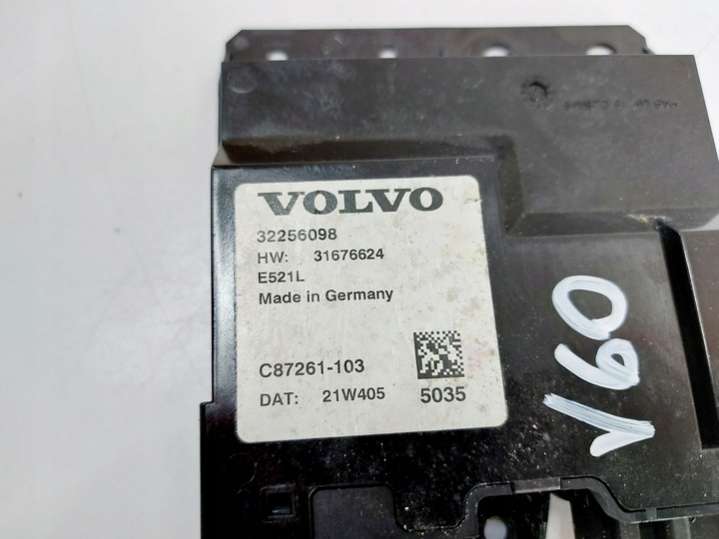 VOLVO
32256098
HW: 31676624
E521L
Made in Germany
C87261-103
DAT: 21W405 5035
V60